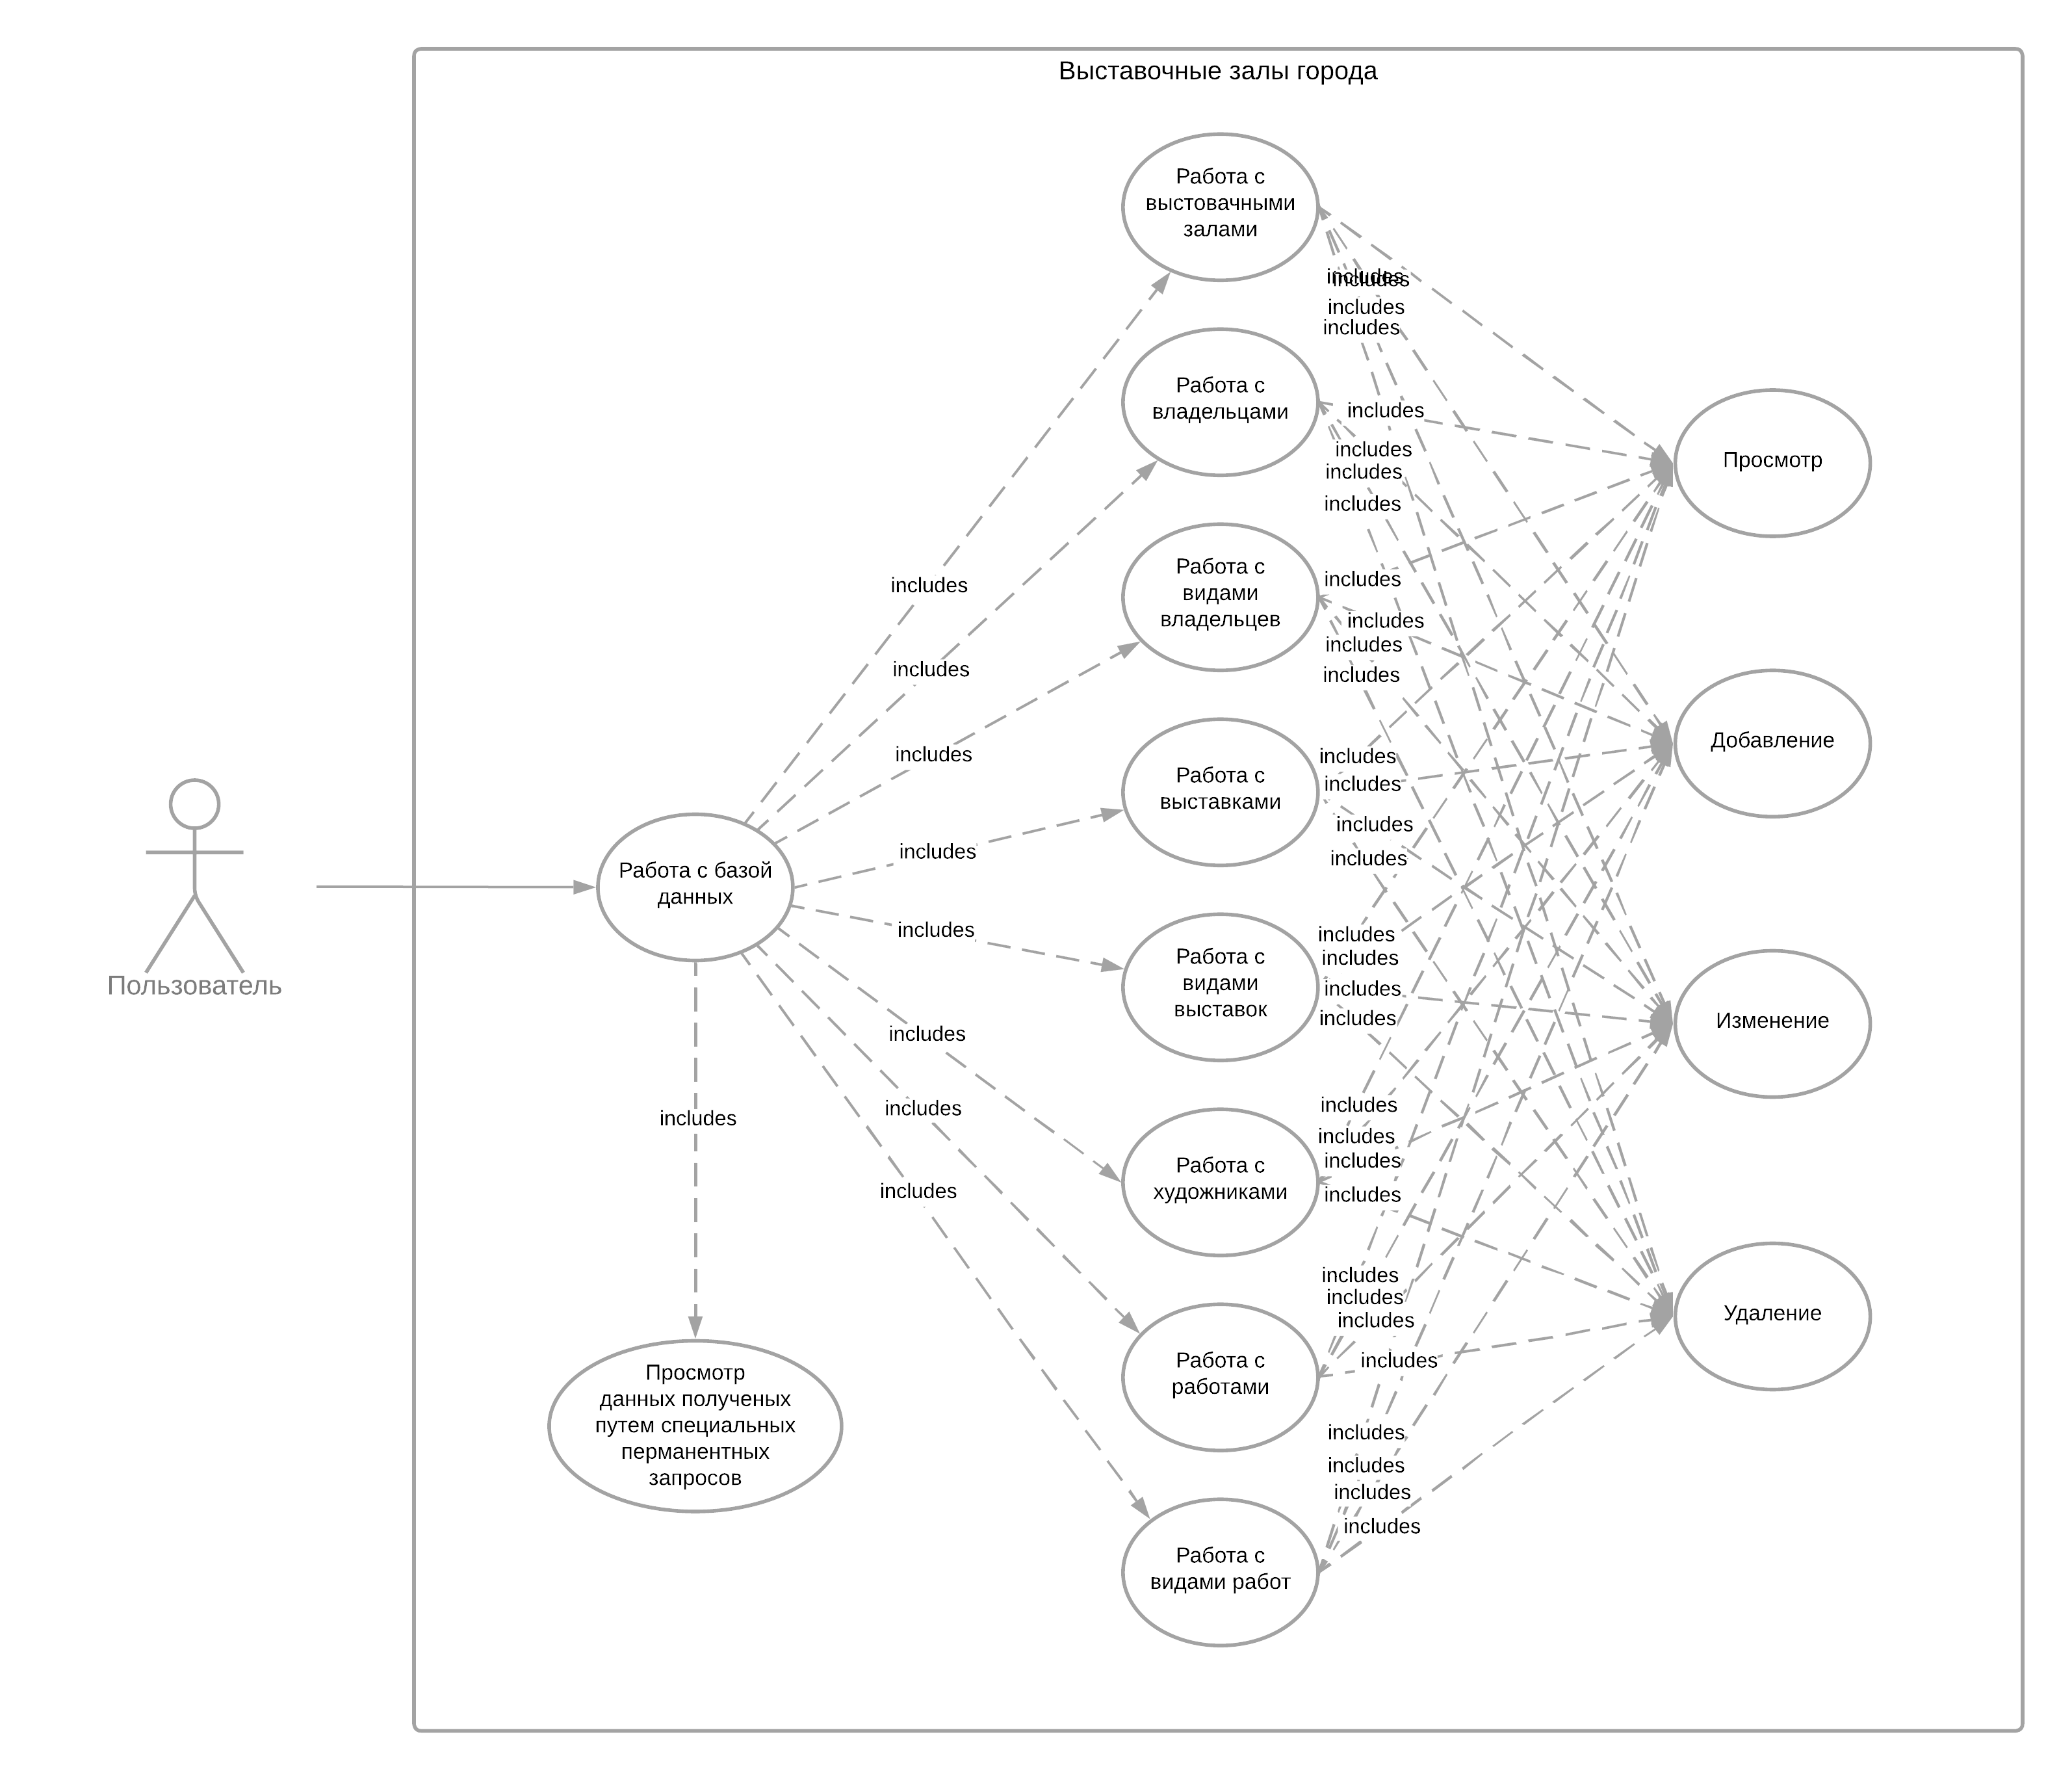 Выставочные залы города
Пользователь
Работа с базой
данных
includes
includes
includes
includes
includes
includes
includes
includes
includes
Просмотр
данных полученых
путем специальных
перманентных
запросов
Работа с
выстовачными
залами
includes
includes
includes
includes
Работа с
владельцами
includes
includes
includes
includes
Работа с
видами
владельцев
includes
includes
includes
includes
Работа с
выставками
includes
includes
includes
includes
Работа с
видами
выставок
includes
includes
includes
includes
Работа с
художниками
includes
includes
includes
includes
Работа с
работами
includes
includes
includes
includes
Работа с
видами работ
includes
includes
includes
includes
Просмотр
Добавление
Изменение
Удаление